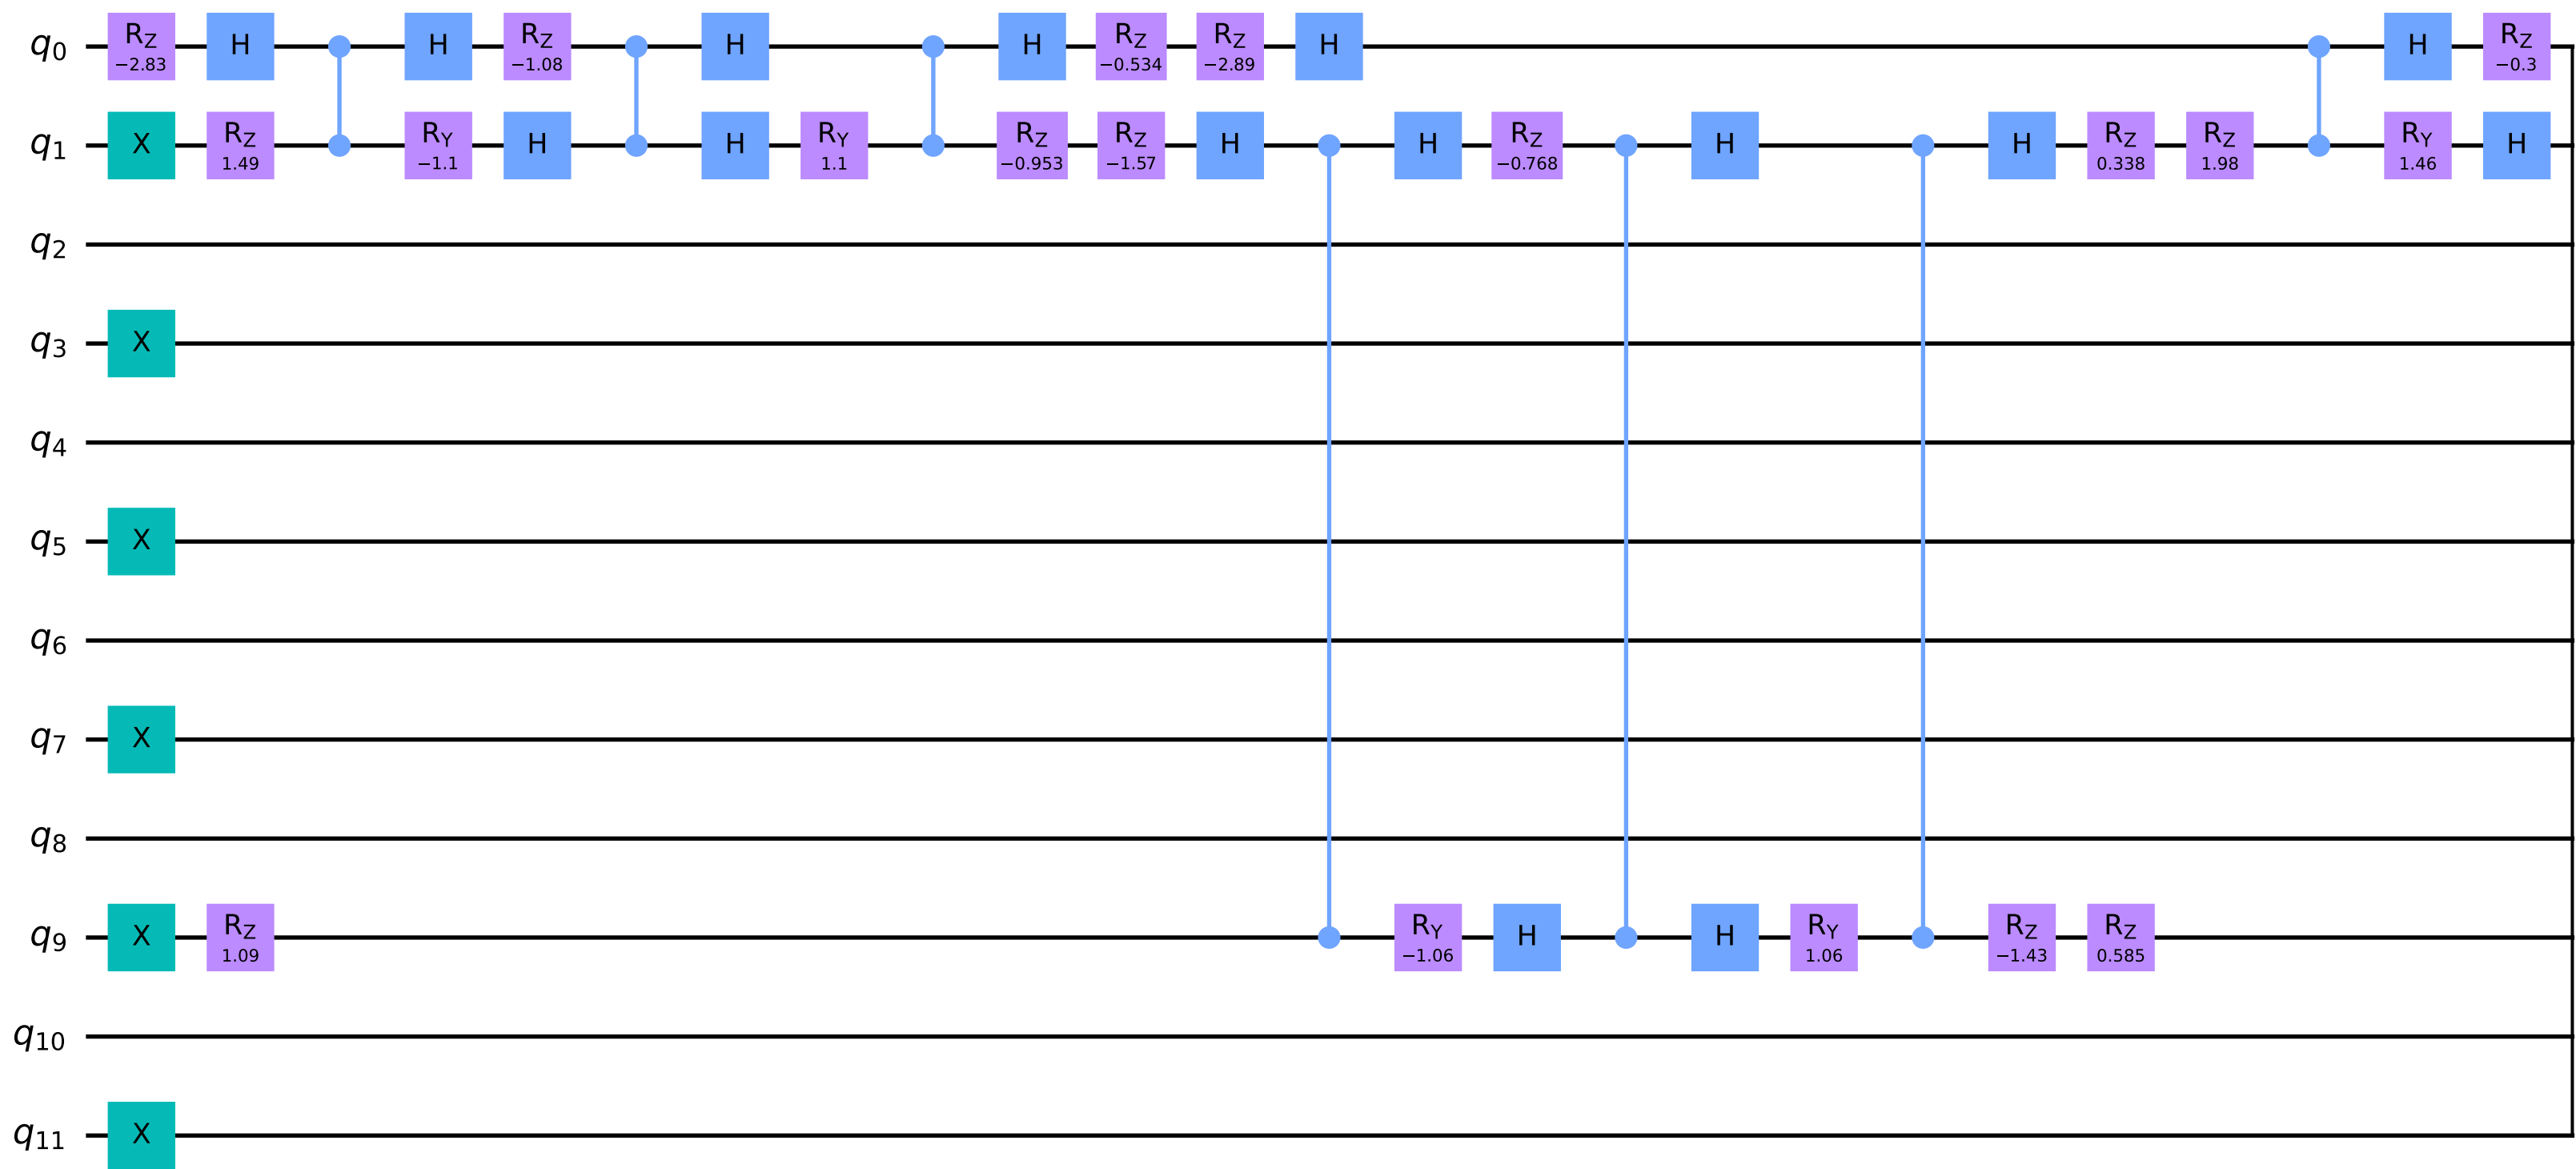 q0 RZ −2.83 H H RZ −1.08 H H RZ −0.534 RZ −2.89 H H RZ −0.3
q1 X RZ 1.49 RY −1.1 H H RY 1.1 RZ −0.953 RZ −1.57 H H RZ −0.768 H H RZ 0.338 RZ 1.98 RY 1.46 H
q2
q3 X
q4
q5 X
q6
q7 X
q8
q9 X RZ 1.09 RY −1.06 H H RY 1.06 RZ −1.43 RZ 0.585
q10
q11 X